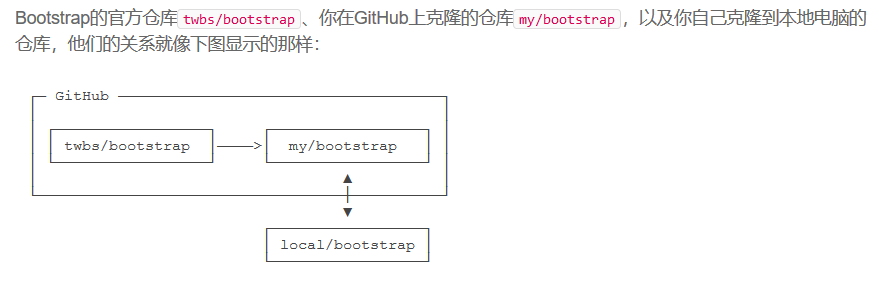 Bootstrap的官方仓库twbs/bootstrap、你在GitHub上克隆的仓库my/bootstrap，以及你自己克隆到本地电脑的
仓库，他们的关系就像下图显示的那样：
GitHub
twbs/bootstrap
my/bootstrap
local/bootstrap